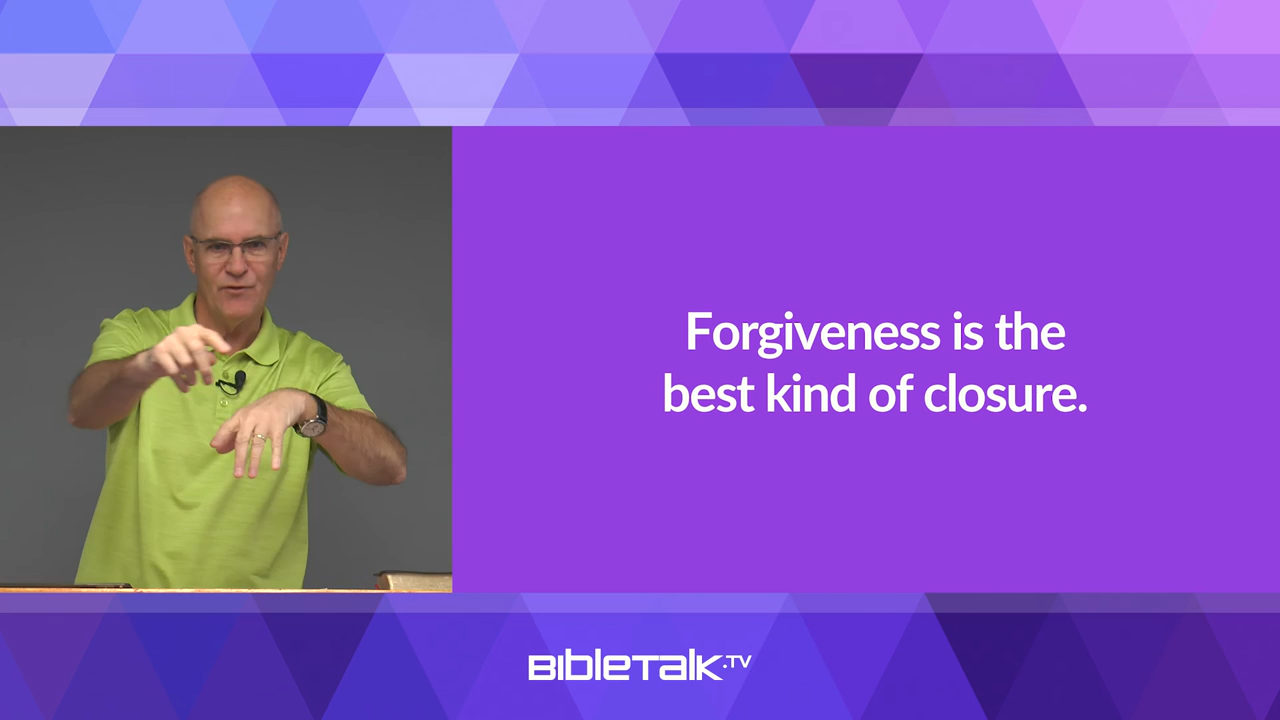 Forgiveness is the
best kind of closure.
BIBLETALK.TV